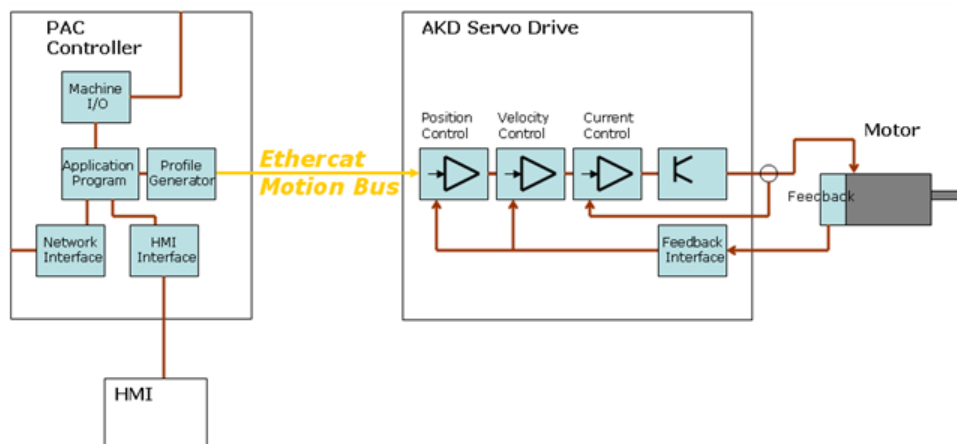 PAC
Controller
Machine
I/O
Application
Program
Profile
Generator
Network
Interface
HMI
Interface
HMI
Ethercat
Motion Bus
AKD Servo Drive
Position
Control
Velocity
Control
Current
Control
Feedback
Interface
Motor
Feedback